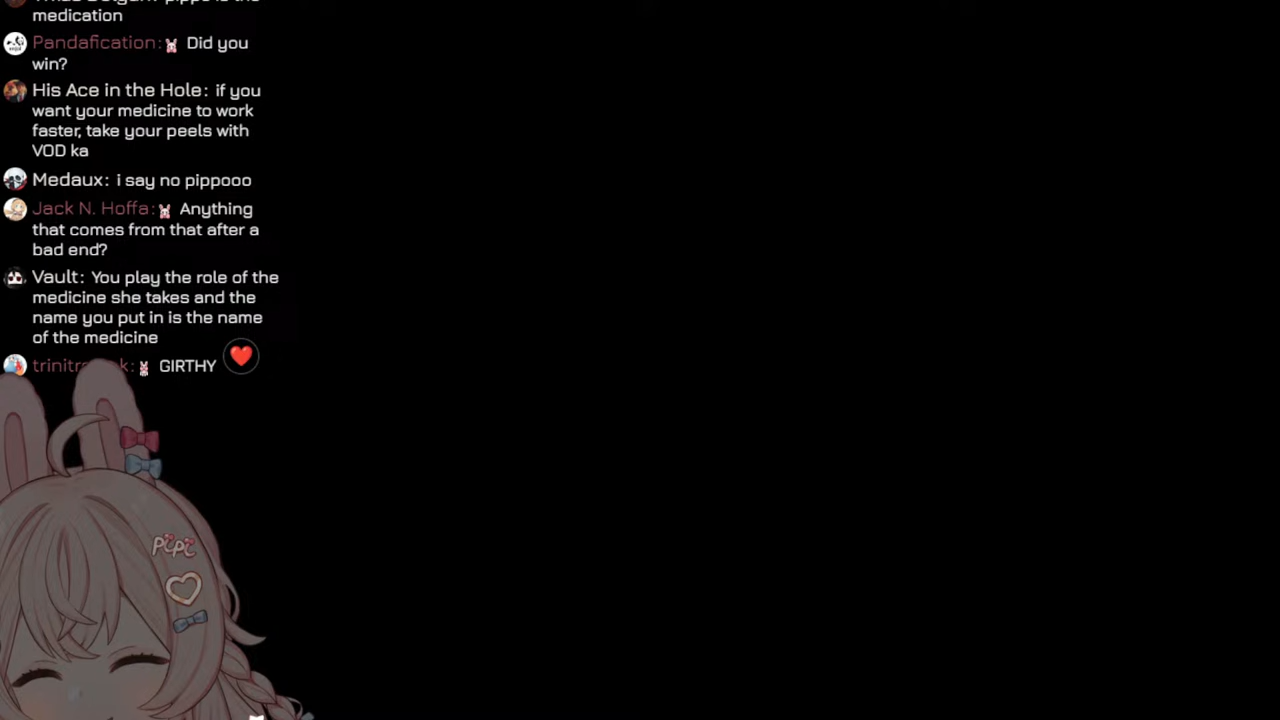 medication
Pandafication: Did you
win?
His Ace in the Hole: if you
want your medicine to work
faster, take your peels with
VOD ka
Medaux: i say no pippooo
Jack N. Hoffa: Anything
that comes from that after a
bad end?
Vault: You play the role of the
medicine she takes and the
name you put in is the name
of the medicine
GIRTHY
pipi